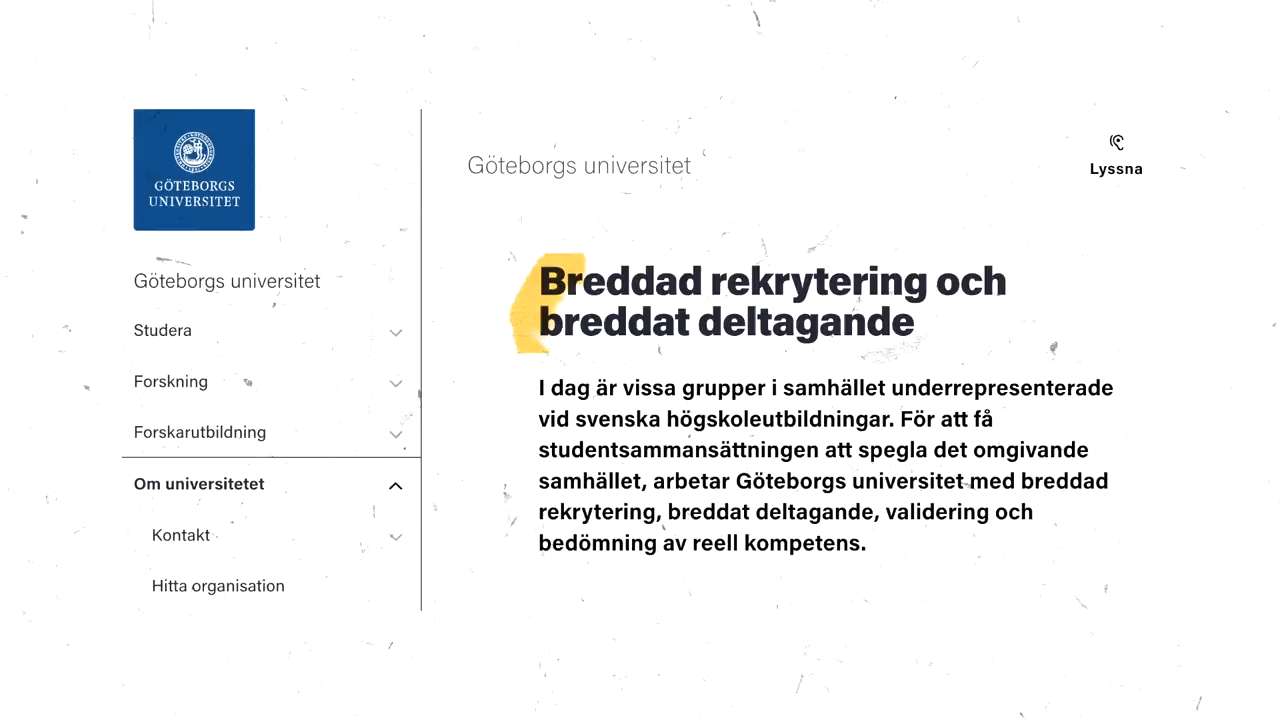 GÖTEBORGS
UNIVERSITET
Göteborgs universitet
Studera
Forskning
Forskarutbildning
Om universitetet
Kontakt
Hitta organisation
Göteborgs universitet
Lyssna
Breddad rekrytering och
breddat deltagande
I dag är vissa grupper i samhället underrepresenterade
vid svenska högskoleutbildningar. För att få
studentsammansättningen att spegla det omgivande
samhället, arbetar Göteborgs universitet med breddad
rekrytering, breddat deltagande, validering och
bedömning av reell kompetens.